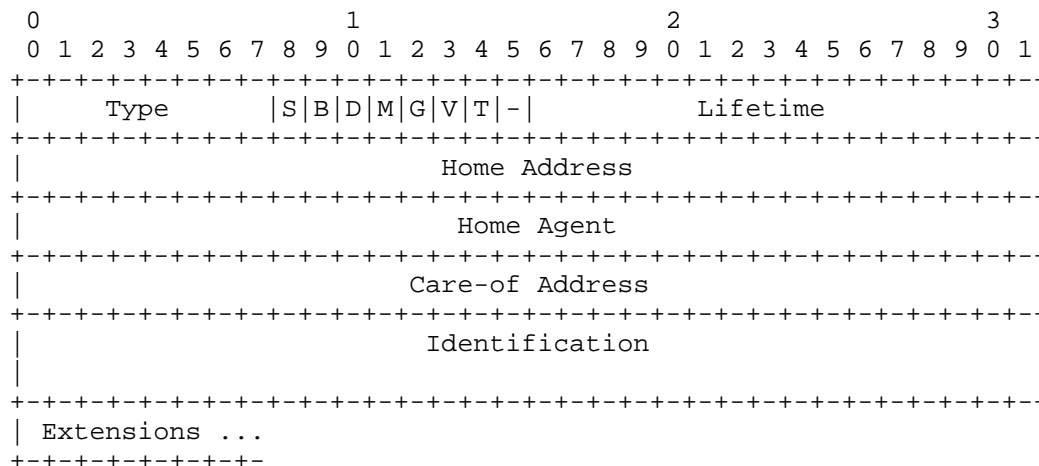 0                   1                   2                   3
 0 1 2 3 4 5 6 7 8 9 0 1 2 3 4 5 6 7 8 9 0 1 2 3 4 5 6 7 8 9 0 1
+-+-+-+-+-+-+-+-+-+-+-+-+-+-+-+-+-+-+-+-+-+-+-+-+-+-+-+-+-+-+-+--
|     Type      |S|B|D|M|G|V|T|-|          Lifetime
+-+-+-+-+-+-+-+-+-+-+-+-+-+-+-+-+-+-+-+-+-+-+-+-+-+-+-+-+-+-+-+--
|                          Home Address
+-+-+-+-+-+-+-+-+-+-+-+-+-+-+-+-+-+-+-+-+-+-+-+-+-+-+-+-+-+-+-+--
|                           Home Agent
+-+-+-+-+-+-+-+-+-+-+-+-+-+-+-+-+-+-+-+-+-+-+-+-+-+-+-+-+-+-+-+--
|                        Care-of Address
+-+-+-+-+-+-+-+-+-+-+-+-+-+-+-+-+-+-+-+-+-+-+-+-+-+-+-+-+-+-+-+--
|                         Identification
|
+-+-+-+-+-+-+-+-+-+-+-+-+-+-+-+-+-+-+-+-+-+-+-+-+-+-+-+-+-+-+-+--
| Extensions ...
+-+-+-+-+-+-+-+-